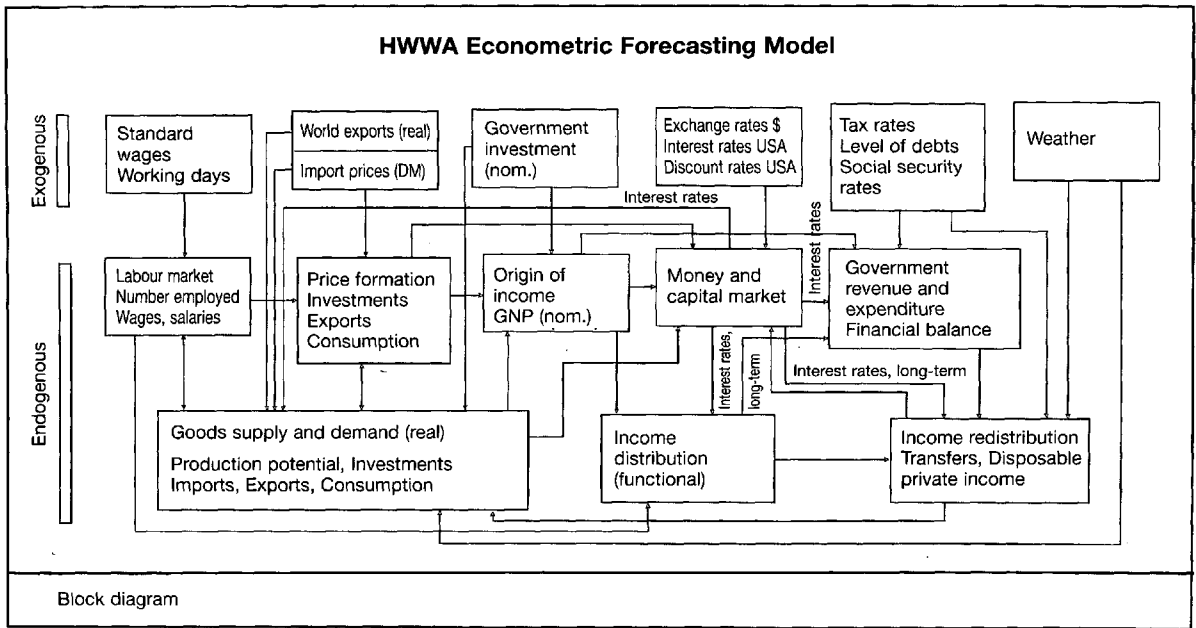 HWWA Econometric Forecasting Model
Exogenous
Standard
wages
Working days
World exports (real)
Import prices (DM)
Government
investment
(nom.)
Exchange rates $
Interest rates USA
Discount rates USA
Tax rates
Level of debts
Social security
rates
Weather
Interest rates
Interest rates
Endogenous
Labour market
Number employed
Wages, salaries
Price formation
Investments
Exports
Consumption
Origin of
income
GNP (nom.)
Money and
capital market
Government
revenue and
expenditure
Financial balance
Interest rates,
long-term
Interest rates, long-term
Goods supply and demand (real)
Production potential, Investments
Imports, Exports, Consumption
Income
distribution
(functional)
Income redistribution
Transfers, Disposable
private income
Block diagram